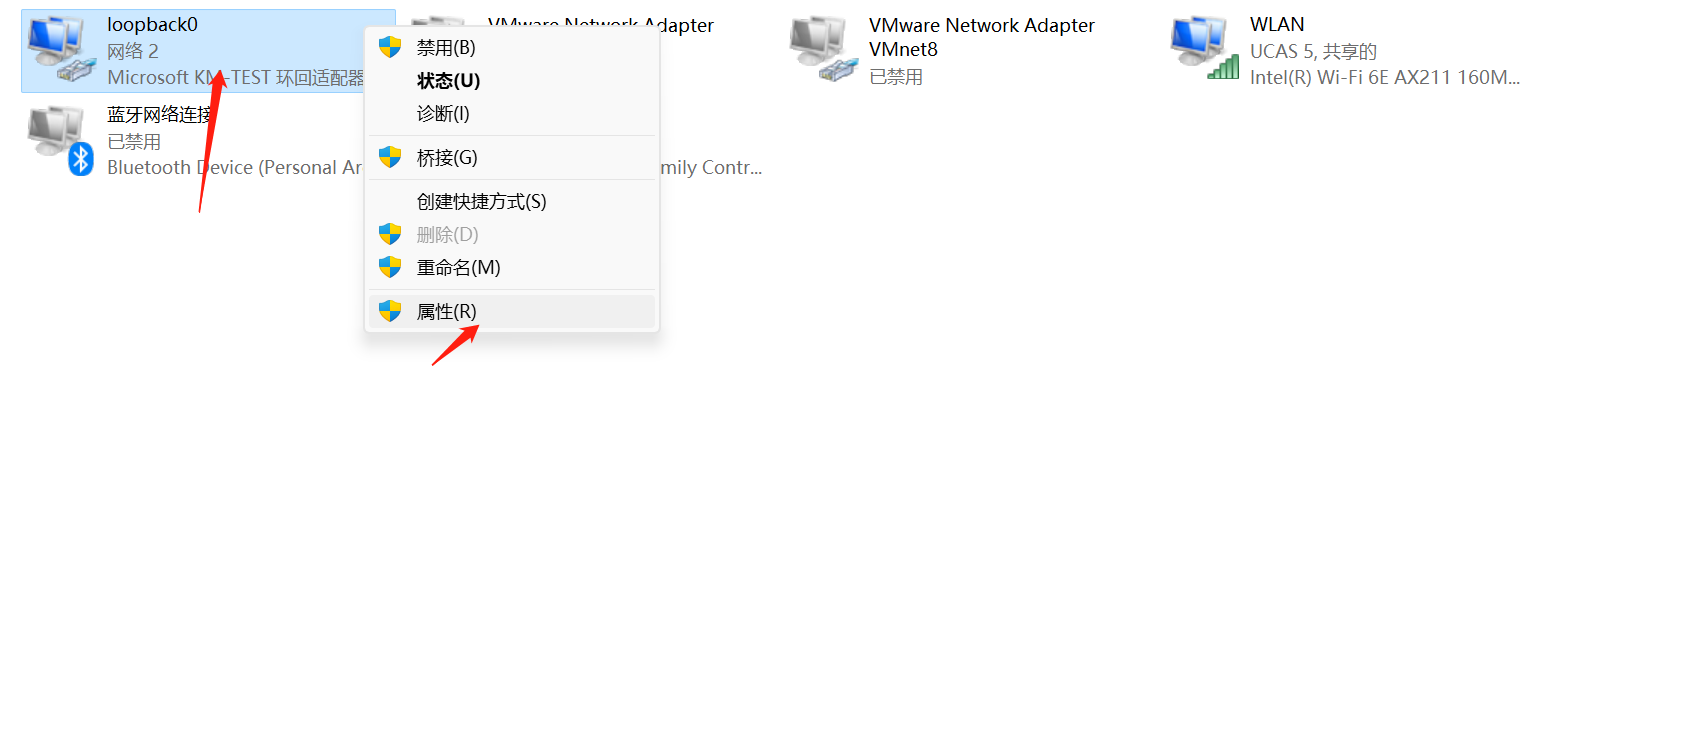 loopback0
网络 2
Microsoft KM-TEST 环回适配器
VMware Network Adapter
VMware Network Adapter
VMnet8
已禁用
WLAN
UCAS 5, 共享的
Intel(R) Wi-Fi 6E AX211 160M...
蓝牙网络连接
已禁用
Bluetooth Device (Personal Ar
mily Contr...
禁用(B)
状态(U)
诊断(I)
桥接(G)
创建快捷方式(S)
删除(D)
重命名(M)
属性(R)